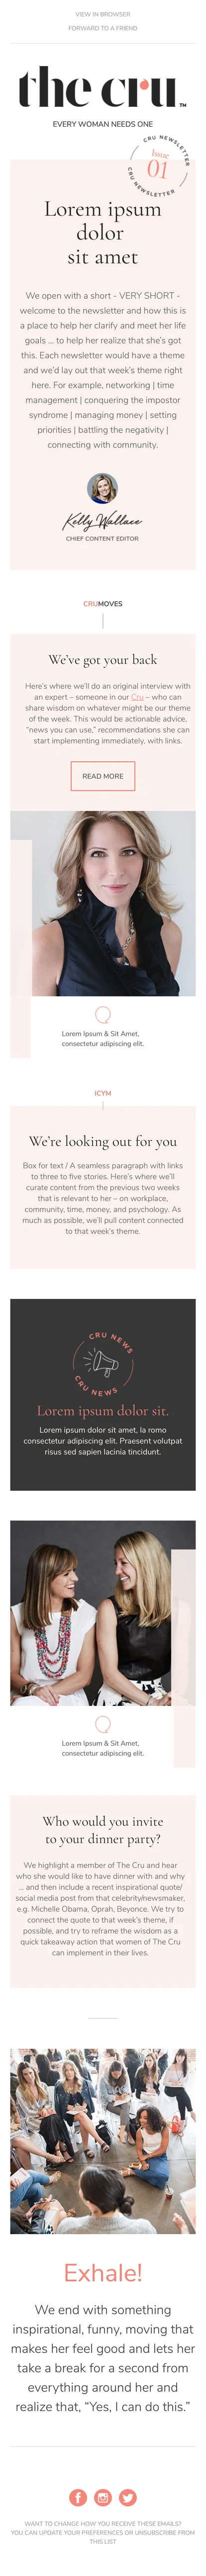 VIEW IN BROWSER
FORWARD TO A FRIEND
the cru™
EVERY WOMAN NEEDS ONE
CRU NEWSLETTER
Issue
01
CRU NEWSLETTER
Lorem ipsum
dolor
sit amet
We open with a short - VERY SHORT -
welcome to the newsletter and how this is
a place to help her clarify and meet her life
goals ... to help her realize that she's got
this. Each newsletter would have a theme
and we'd lay out that week's theme right
here. For example, networking | time
management | conquering the impostor
syndrome | managing money | setting
priorities | battling the negativity |
connecting with community.
Kelly Wallace
CHIEF CONTENT EDITOR
CRUMOVES
We've got your back
Here's where we'll do an original interview with
an expert – someone in our Cru – who can
share wisdom on whatever might be our theme
of the week. This would be actionable advice,
“news you can use,” recommendations she can
start implementing immediately, with links.
READ MORE
Lorem Ipsum & Sit Amet,
consectetur adipiscing elit.
ICYM
We're looking out for you
Box for text / A seamless paragraph with links
to three to five stories. Here's where we'll
curate content from the previous two weeks
that is relevant to her – on workplace,
community, time, money, and psychology. As
much as possible, we'll pull content connected
to that week's theme.
CRU NEWS
CRU NEWS
Lorem ipsum dolor sit.
Lorem ipsum dolor sit amet, la romo
consectetur adipiscing elit. Praesent volutpat
risus sed sapien lacinia tincidunt.
Lorem Ipsum & Sit Amet,
consectetur adipiscing elit.
Who would you invite
to your dinner party?
We highlight a member of The Cru and hear
who she would like to have dinner with and why
... and then include a recent inspirational quote/
social media post from that celebrity/newsmaker,
e.g. Michelle Obama, Oprah, Beyonce. We try to
connect the quote to that week's theme, if
possible, and try to reframe the wisdom as a
quick takeaway action that women of The Cru
can implement in their lives.
Exhale!
We end with something
inspirational, funny, moving that
makes her feel good and lets her
take a break for a second from
everything around her and
realize that, “Yes, I can do this.”
WANT TO CHANGE HOW YOU RECEIVE THESE EMAILS?
YOU CAN UPDATE YOUR PREFERENCES OR UNSUBSCRIBE FROM
THIS LIST